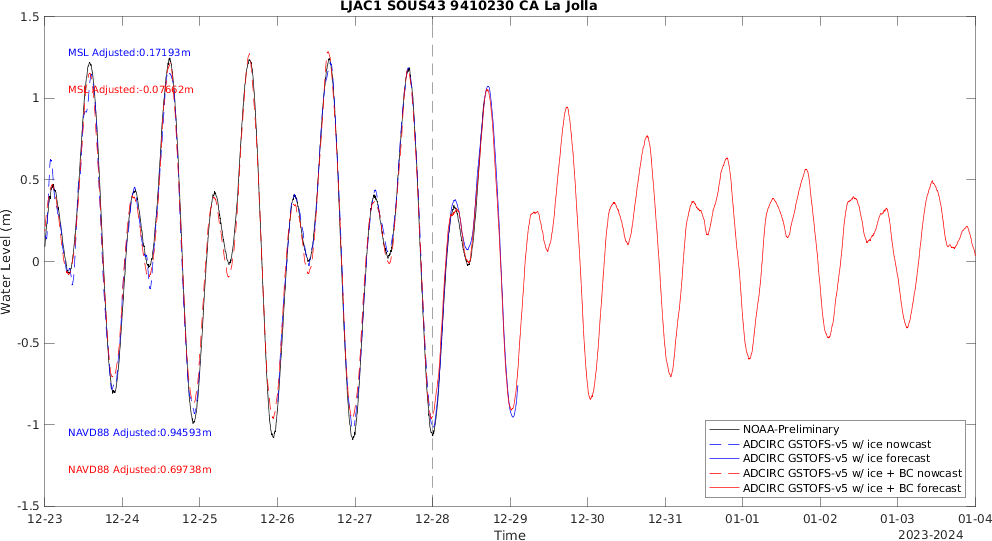 LJAC1 SOUS43 9410230 CA La Jolla
1.5
1
0.5
0
-0.5
-1
-1.5
Water Level (m)
MSL Adjusted:0.17193m
MSL Adjusted:-0.07662m
NAVD88 Adjusted:0.94593m
NAVD88 Adjusted:0.69738m
NOAA-Preliminary
ADCIRC GSTOFS-v5 w/ ice nowcast
ADCIRC GSTOFS-v5 w/ ice forecast
ADCIRC GSTOFS-v5 w/ ice + BC nowcast
ADCIRC GSTOFS-v5 w/ ice + BC forecast
12-23 12-24 12-25 12-26 12-27 12-28 12-29 12-30 12-31 01-01 01-02 01-03 01-04
Time
2023-2024